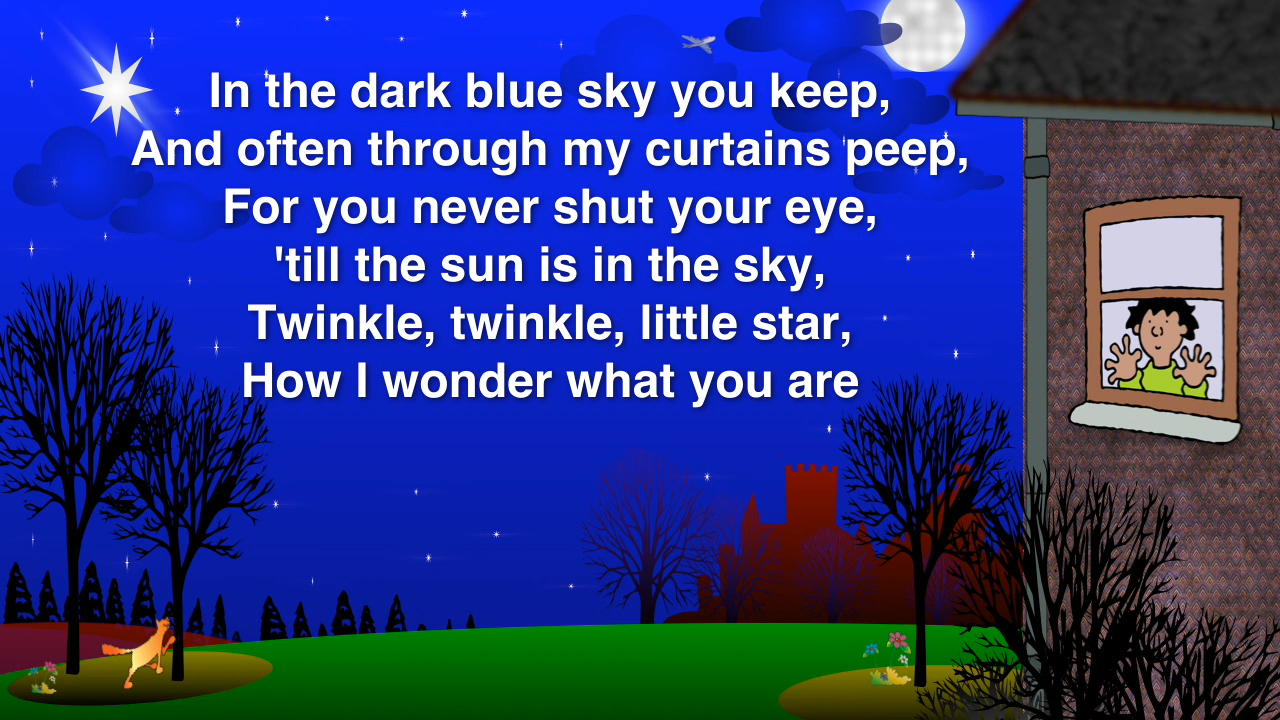 In the dark blue sky you keep,
And often through my curtains peep,
For you never shut your eye,
'till the sun is in the sky,
Twinkle, twinkle, little star,
How I wonder what you are